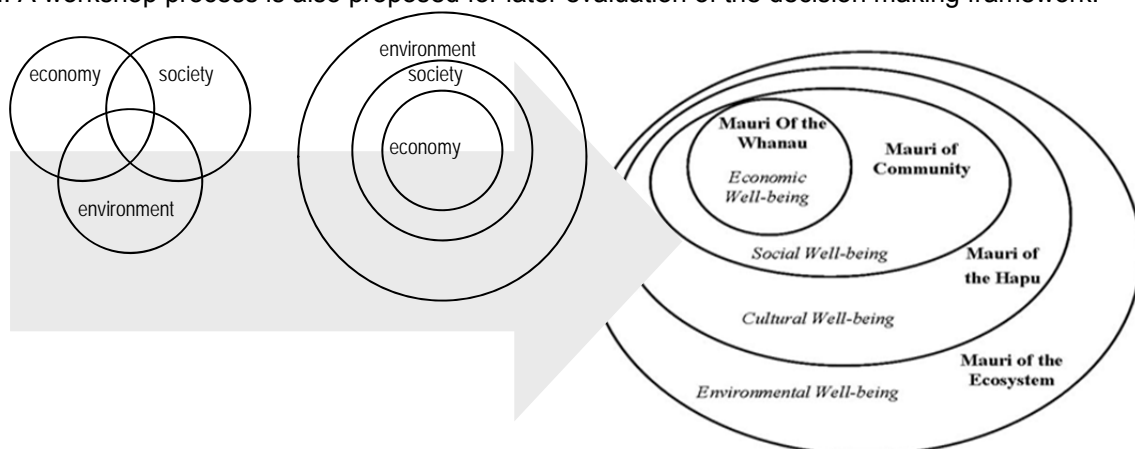 A workshop process is also proposed for later evaluation of the decision making framework.
economy
society
environment
environment
society
economy
Mauri Of the
Whanau
Economic
Well-being
Mauri of
Community
Social Well-being
Mauri of
the Hapu
Cultural Well-being
Mauri of the
Ecosystem
Environmental Well-being